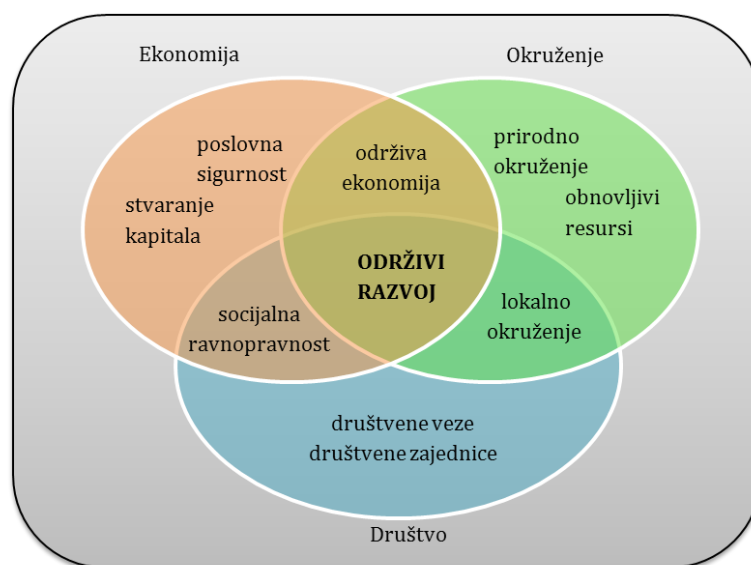 Ekonomija
Okruženje
poslovna
sigurnost
stvaranje
kapitala
održiva
ekonomija
prirodno
okruženje
obnovljivi
resursi
ODRŽIVI
RAZVOJ
socijalna
ravnopravnost
lokalno
okruženje
društvene veze
društvene zajednice
Društvo